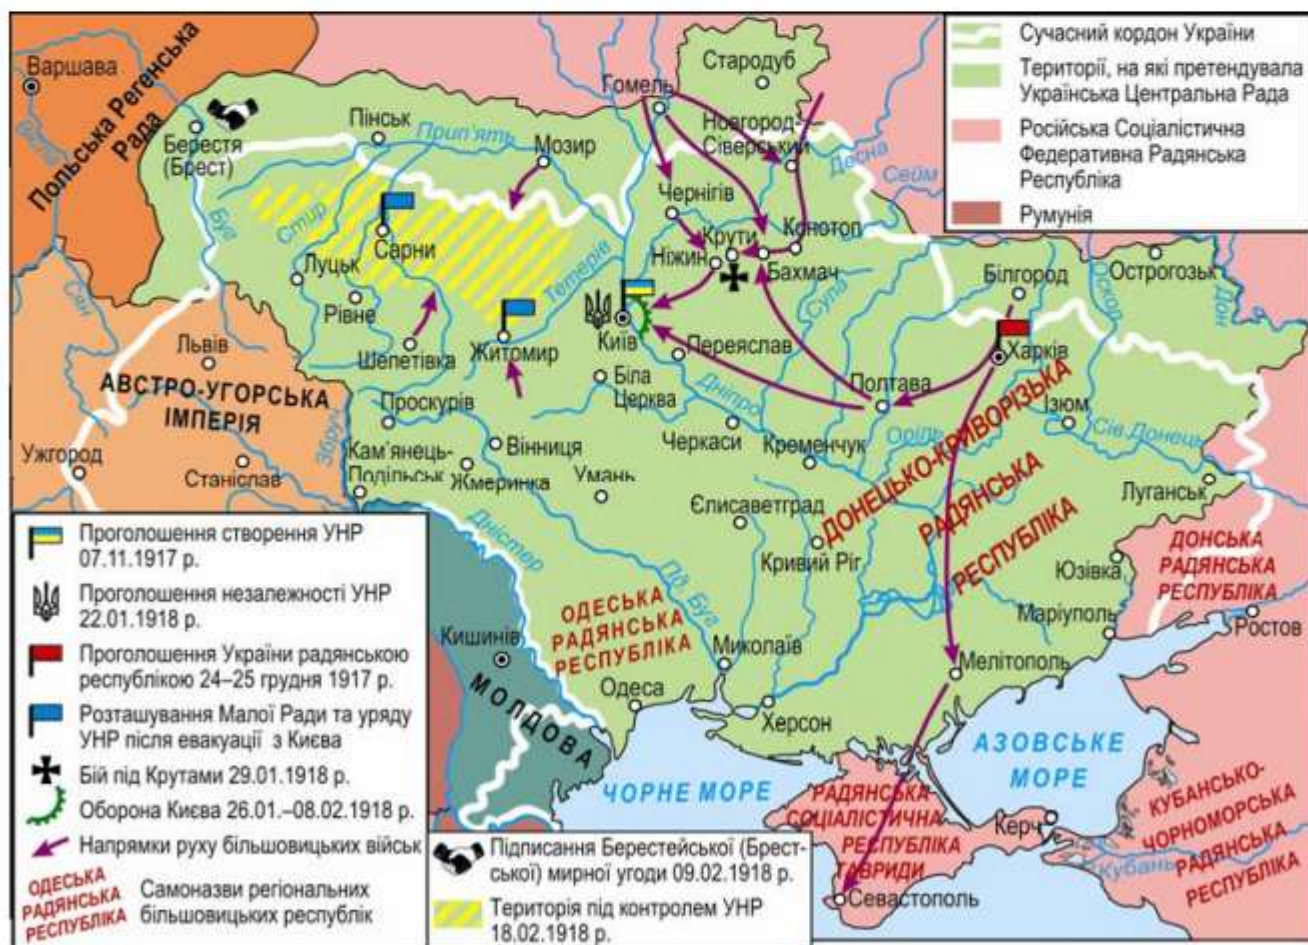 Сучасний кордон України
Території, на які претендувала
Українська Центральна Рада
Російська Соціалістична
Федеративна Радянська
Республіка
Румунія
Польська Регенська
Рада
Варшава
Берестя
(Брест)
Пінськ
Прип'ять
Мозир
Гомель
Стародуб
Новгород-
Сіверський
Десна
Сейм
Чернігів
Крути
Конотоп
Ніжин
Бахмач
Буг
Стир
Сарни
Луцьк
Рівне
Тетерів
Супа
Білгород
Оскор
Острогозьк
Дон
Сян
Львів
Шепетівка
Житомир
Київ
Переяслав
Харків
АВСТРО-УГОРСЬКА
ІМПЕРІЯ
Біла
Церква
Дніпро
Полтава
Ізюм
Сів.Донець
Проскурів
Збруч
Вінниця
Черкаси
Кременчук
Оріль
Ужгород
Станіслав
Кам'янець-
Подільськ
Жмеринка
Умань
Єлисаветград
Луганськ
ДОНЕЦЬКО-КРИВОРІЗЬКА
РАДЯНСЬКА
РЕСПУБЛІКА
Дністер
Кривий Ріг
Юзівка
ДОНСЬКА
РАДЯНСЬКА
РЕСПУБЛІКА
Пд.Буг
Маріуполь
Ростов
ОДЕСЬКА
РАДЯНСЬКА
РЕСПУБЛІКА
Кишинів
Миколаїв
Мелітополь
МОЛДОВА
Одеса
Херсон
АЗОВСЬКЕ
МОРЕ
ЧОРНЕ МОРЕ
РАДЯНСЬКА
СОЦІАЛІСТИЧНА
РЕСПУБЛІКА
ТАВРИДИ
Керч
КУБАНСЬКО-
ЧОРНОМОРСЬКА
РАДЯНСЬКА
РЕСПУБЛІКА
Кубань
Севастополь
Проголошення створення УНР
07.11.1917 р.
Проголошення незалежності УНР
22.01.1918 р.
Проголошення України радянською
республікою 24–25 грудня 1917 р.
Розташування Малої Ради та уряду
УНР після евакуації з Києва
Бій під Крутами 29.01.1918 р.
Оборона Києва 26.01.–08.02.1918 р.
Напрямки руху більшовицьких військ
ОДЕСЬКА
РАДЯНСЬКА
РЕСПУБЛІКА
Самоназви регіональних
більшовицьких республік
Підписання Берестейської (Брест-
ської) мирної угоди 09.02.1918 р.
Територія під контролем УНР
18.02.1918 р.